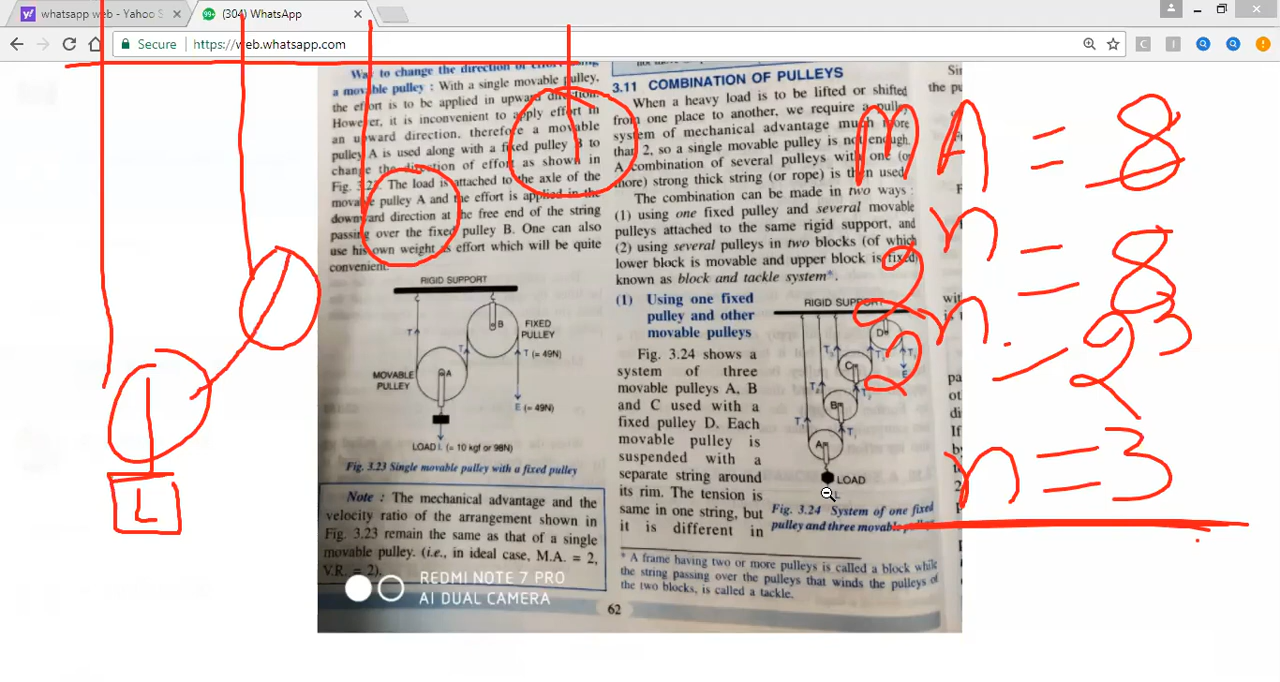 whatsapp web - Yahoo S
(304) WhatsApp
Secure
https://web.whatsapp.com
Way to change the direction of effort using
a movable pulley : With a single movable pulley,
the effort is to be applied in upward direction.
However, it is inconvenient to apply effort in
an upward direction, therefore a movable
pulley A is used along with a fixed pulley B to
change the direction of effort as shown in
Fig. 3.23. The load is attached to the axle of the
movable pulley A and the effort is applied in the
downward direction at the free end of the string
passing over the fixed pulley B. One can also
use his own weight as effort which will be quite
convenient.
RIGID SUPPORT
B
FIXED
PULLEY
T
T
T (= 49N)
MOVABLE
PULLEY
A
E (= 49N)
LOAD L (= 10 kgf or 98N)
Fig. 3.23 Single movable pulley with a fixed pulley
Note : The mechanical advantage and the
velocity ratio of the arrangement shown in
Fig. 3.23 remain the same as that of a single
movable pulley. (i.e., in ideal case, M.A. = 2,
V.R. = 2).
REDMI NOTE 7 PRO
AI DUAL CAMERA
62
3.11 COMBINATION OF PULLEYS
When a heavy load is to be lifted or shifted
from one place to another, we require a pulley
system of mechanical advantage much more
than 2, so a single movable pulley is not enough.
A combination of several pulleys with one (or
more) strong thick string (or rope) is then used.
The combination can be made in two ways :
(1) using one fixed pulley and several movable
pulleys attached to the same rigid support, and
(2) using several pulleys in two blocks (of which
lower block is movable and upper block is fixed)
known as block and tackle system*.
(1) Using one fixed
pulley and other
movable pulleys
Fig. 3.24 shows a
system of three
movable pulleys A, B
and C used with a
fixed pulley D. Each
movable pulley is
suspended with a
separate string around
its rim. The tension is
same in one string, but
it is different in
RIGID SUPPORT
D
C
B
A
E
T1
T1
LOAD
L
Fig. 3.24 System of one fixed
pulley and three movable
* A frame having two or more pulleys is called a block while
the string passing over the pulleys that winds the pulleys of
the two blocks, is called a tackle.
MA = 8
2n = 8
2n = 23
n = 3
L